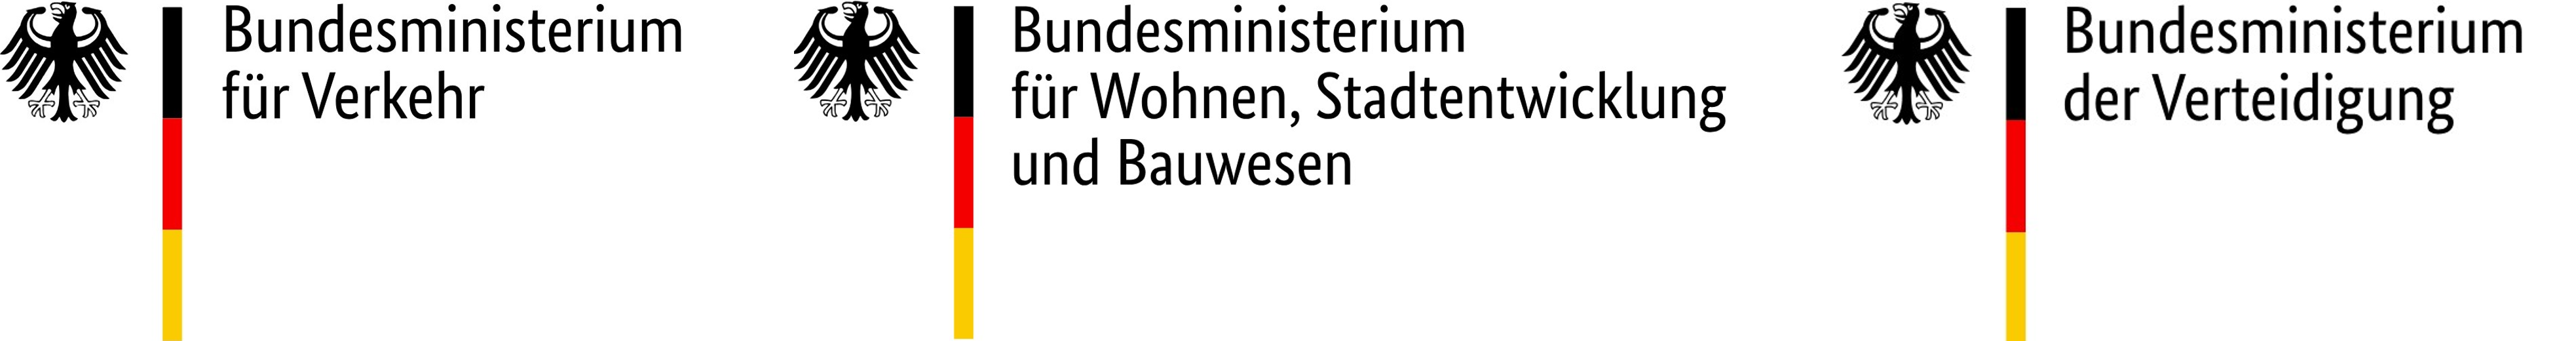 Bundesministerium
für Verkehr
Bundesministerium
für Wohnen, Stadtentwicklung
und Bauwesen
Bundesministerium
der Verteidigung